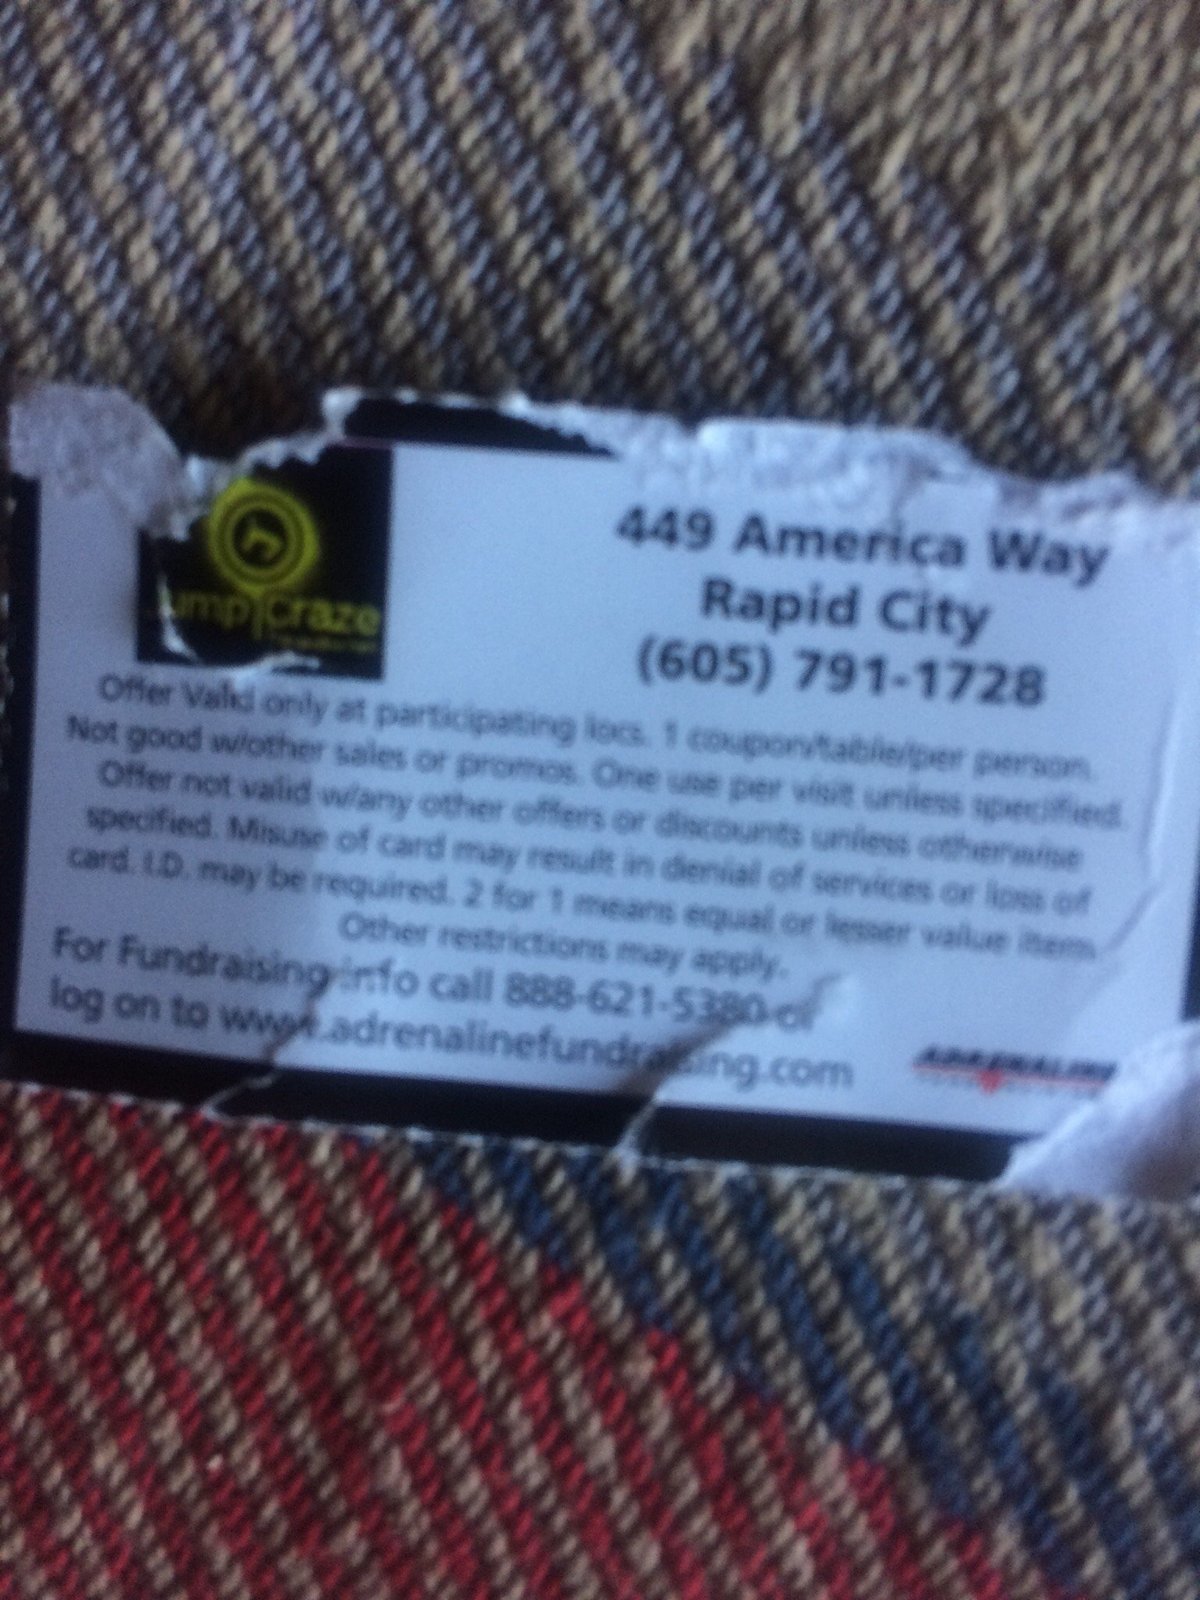 449 America Way
Rapid City
(605) 791-1728
ump Craze
Offer Valid only at participating locs. 1 coupon/table/per person.
Not good w/other sales or promos. One use per visit unless specified.
Offer not valid w/any other offers or discounts unless otherwise
specified. Misuse of card may result in denial of services or loss of
card. I.D. may be required. 2 for 1 means equal or lesser value item.
Other restrictions may apply.
For Fundraising info call 888-621-5380 or
log on to www.adrenalinefundraising.com
ADRENALINE